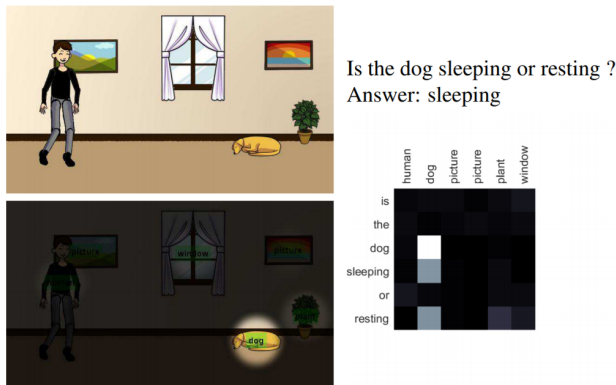 Is the dog sleeping or resting ?
Answer: sleeping
human
dog
picture
picture
plant
window
is
the
dog
sleeping
or
resting
picture
window
picture
plant
dog